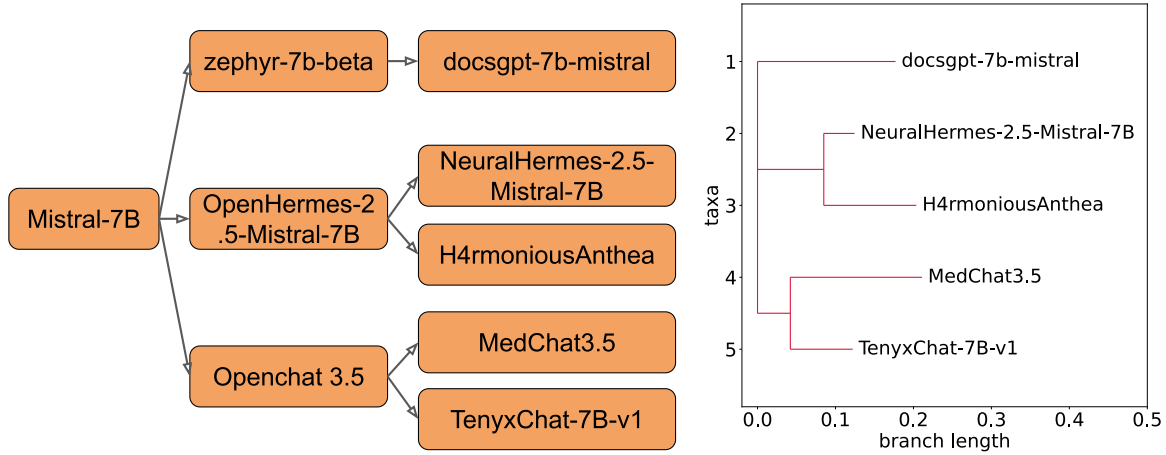 zephyr-7b-beta
docsgpt-7b-mistral
Mistral-7B
OpenHermes-2
.5-Mistral-7B
NeuralHermes-2.5-
Mistral-7B
H4rmoniousAnthea
Openchat 3.5
MedChat3.5
TenyxChat-7B-v1
taxa
1
docsgpt-7b-mistral
2
NeuralHermes-2.5-Mistral-7B
3
H4rmoniousAnthea
4
MedChat3.5
5
TenyxChat-7B-v1
0.0 0.1 0.2 0.3 0.4 0.5
branch length